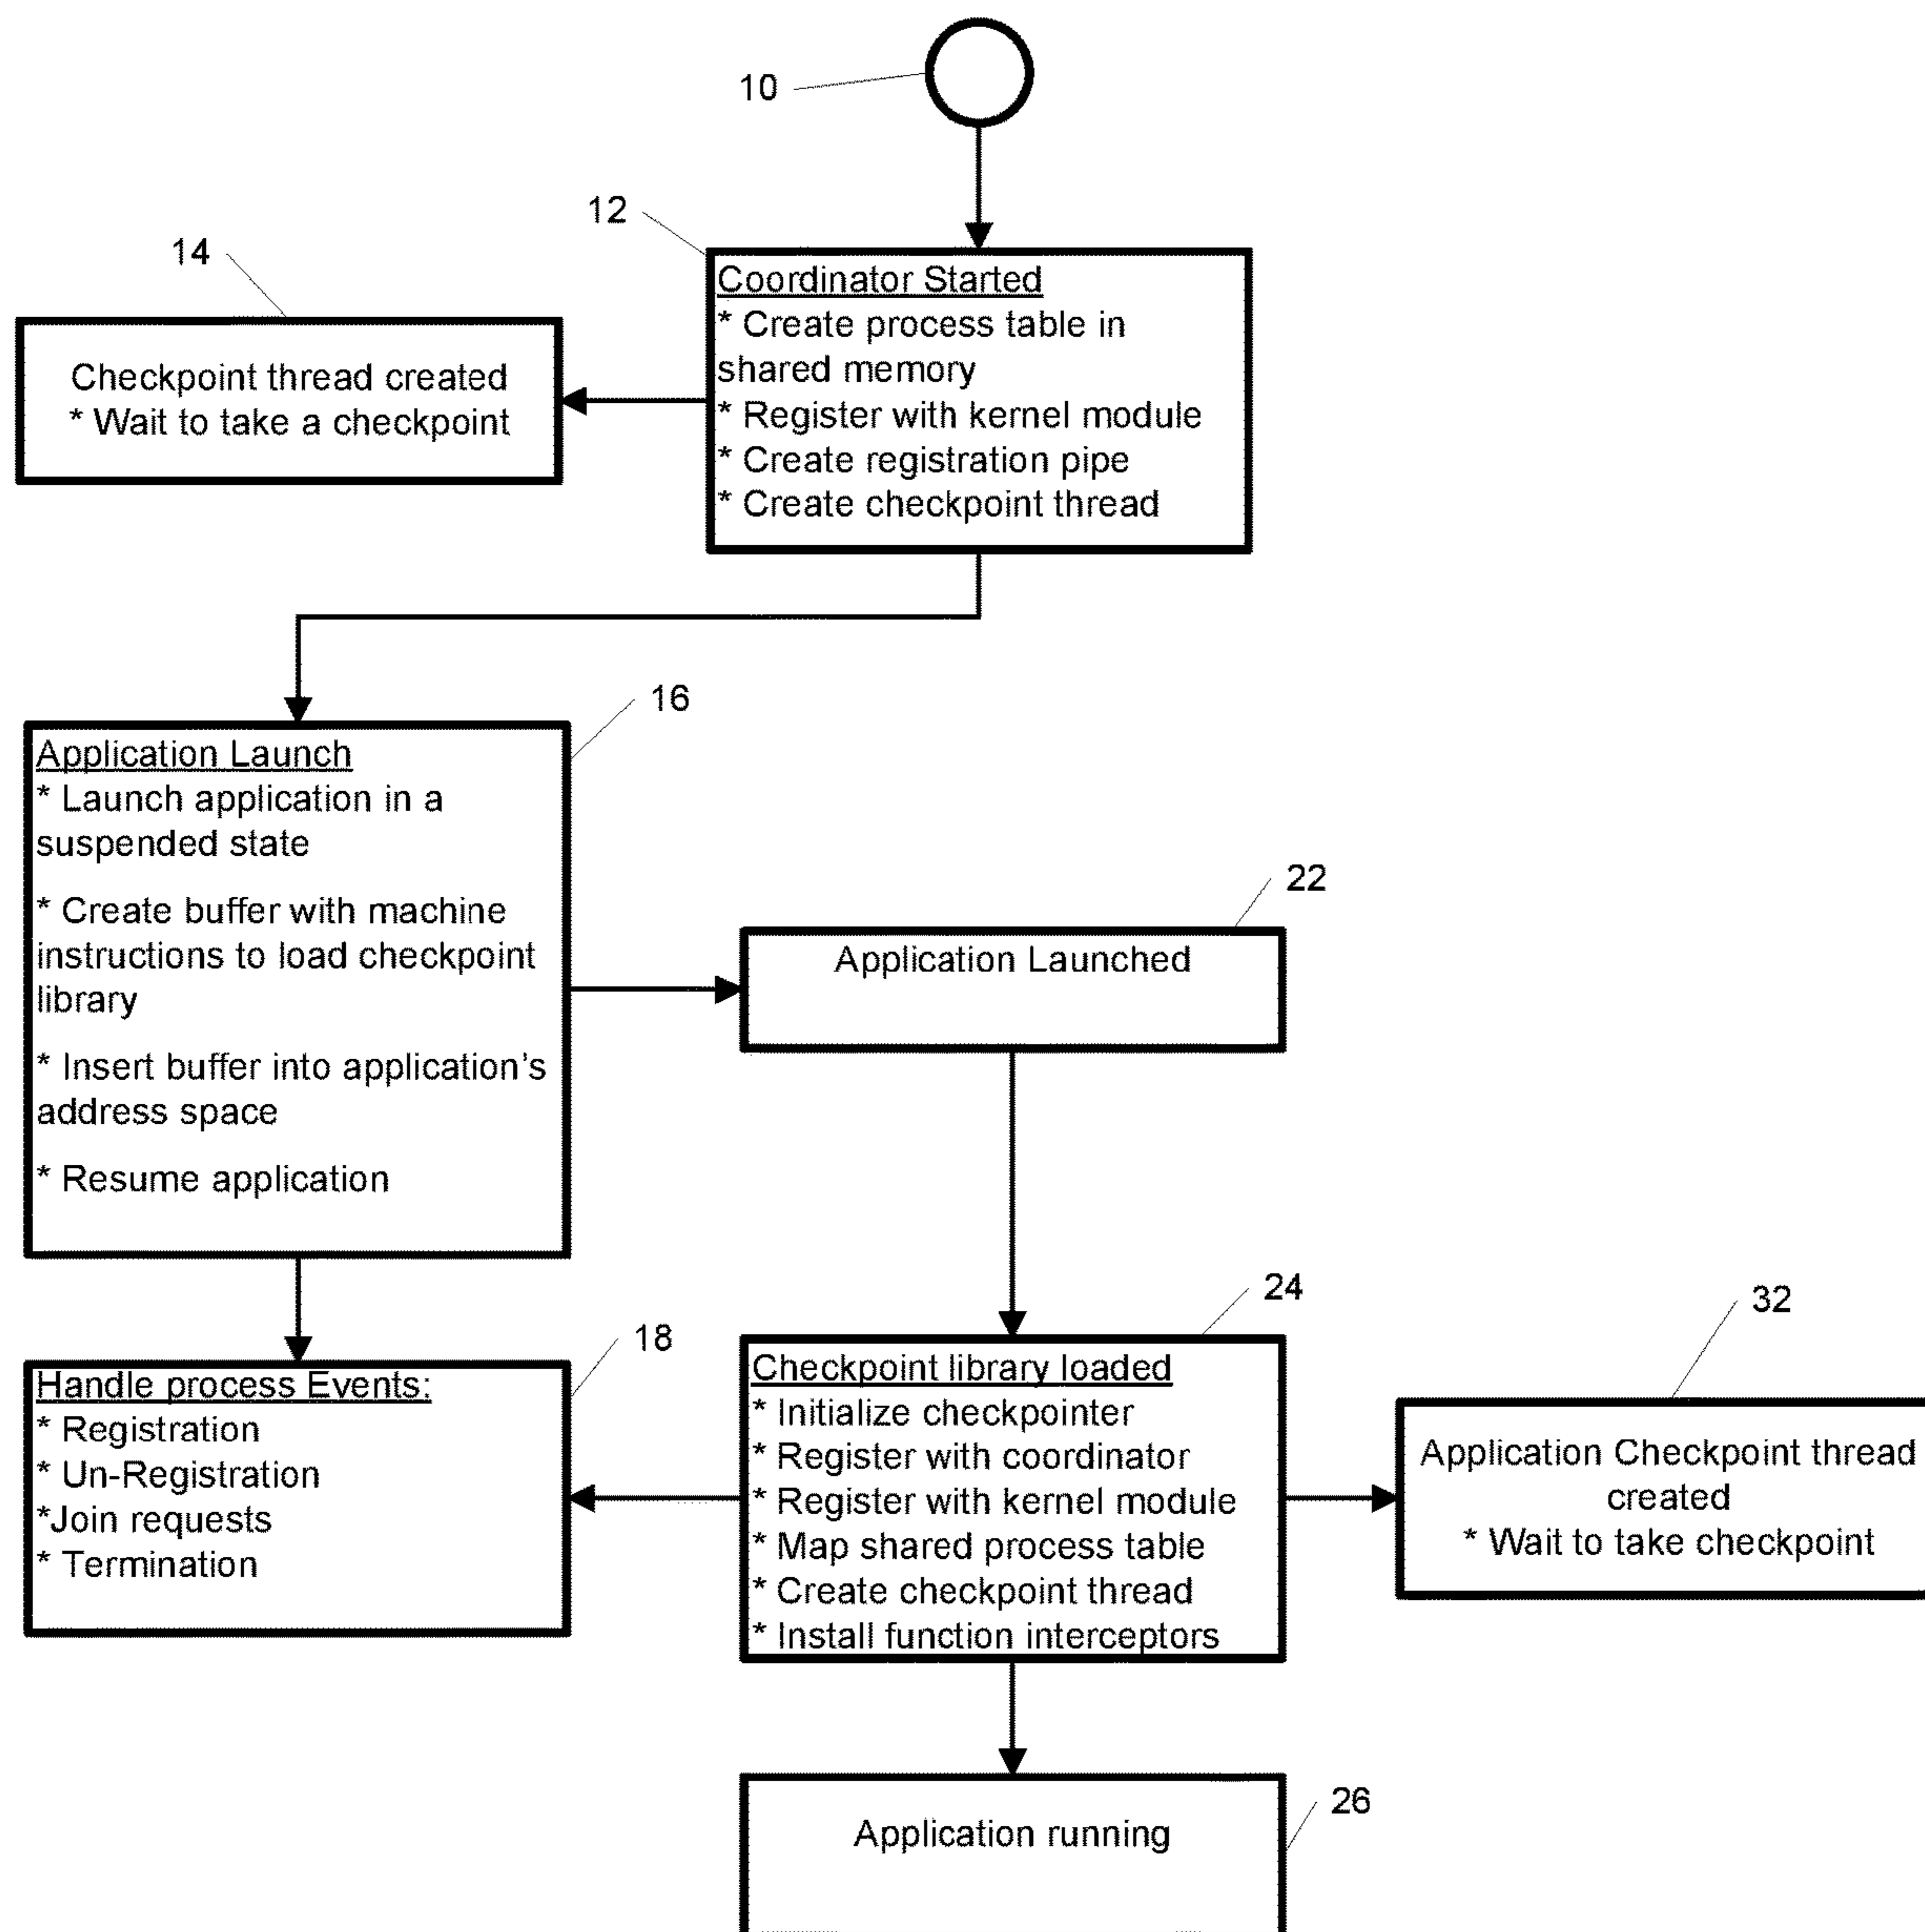 10
12
14
Coordinator Started
* Create process table in
shared memory
* Register with kernel module
* Create registration pipe
* Create checkpoint thread
Checkpoint thread created
* Wait to take a checkpoint
16
Application Launch
* Launch application in a
suspended state
* Create buffer with machine
instructions to load checkpoint
library
* Insert buffer into application's
address space
* Resume application
22
Application Launched
18
Handle process Events:
* Registration
* Un-Registration
*Join requests
* Termination
24
Checkpoint library loaded
* Initialize checkpointer
* Register with coordinator
* Register with kernel module
* Map shared process table
* Create checkpoint thread
* Install function interceptors
32
Application Checkpoint thread
created
* Wait to take checkpoint
26
Application running